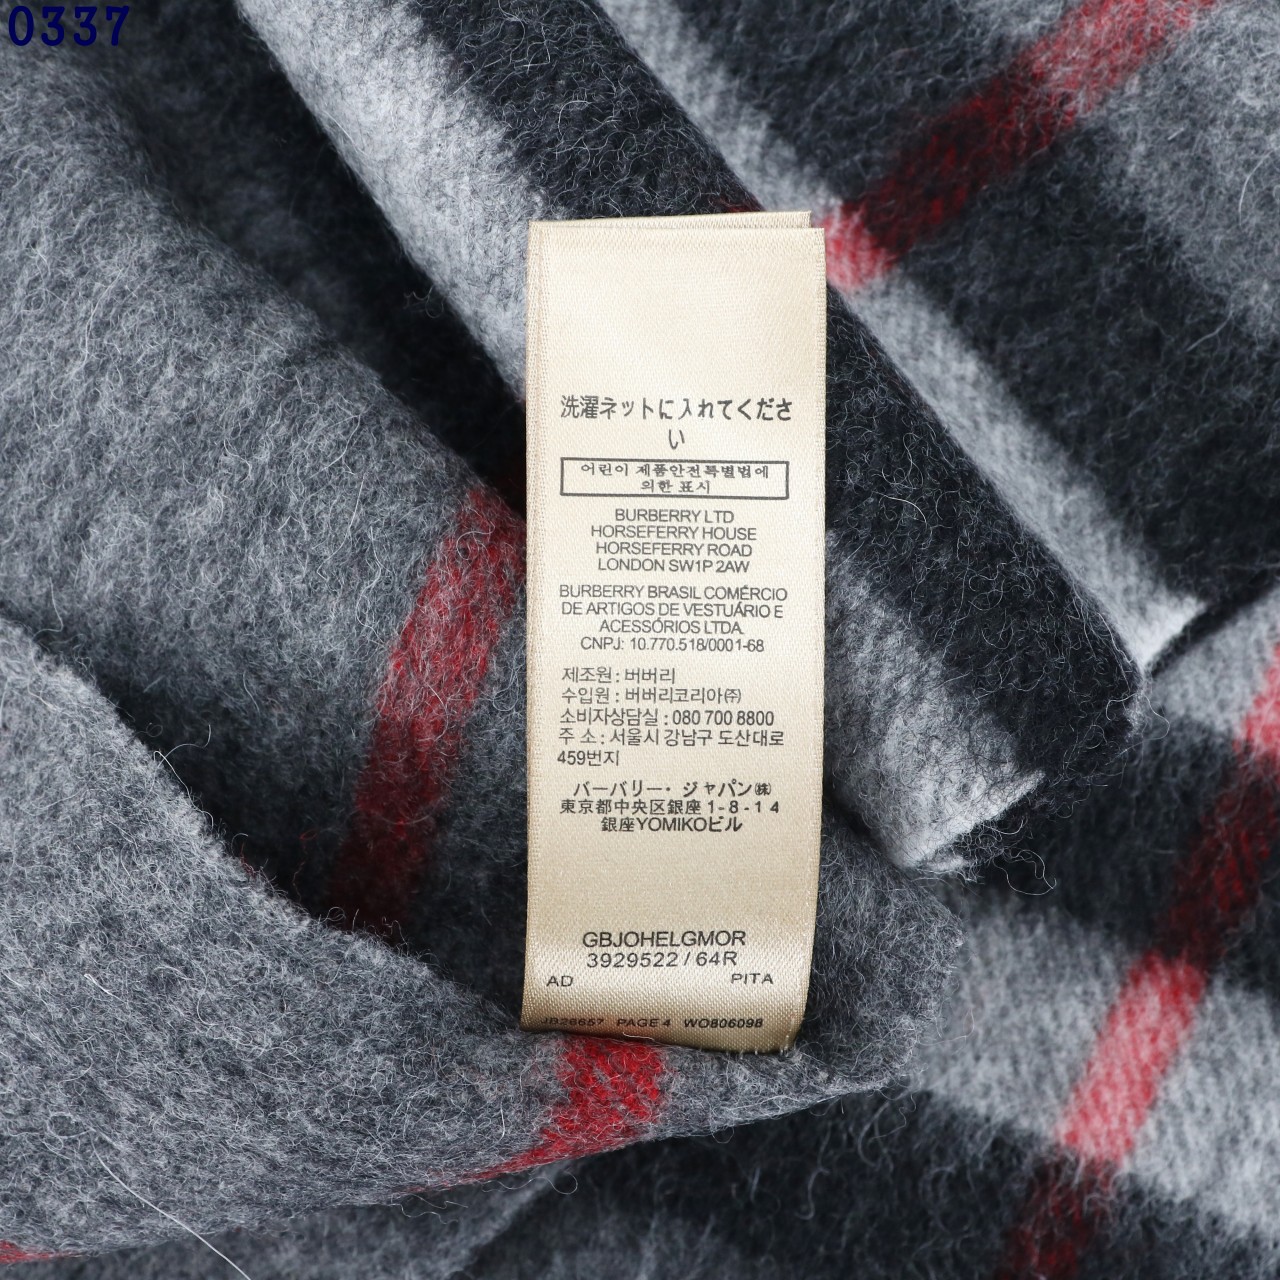 0337
洗濯ネットに入れてくださ
い
어린이 제품안전특별법에
의한 표시
BURBERRY LTD
HORSEFERRY HOUSE
HORSEFERRY ROAD
LONDON SW1P 2AW
BURBERRY BRASIL COMÉRCIO
DE ARTIGOS DE VESTUÁRIO E
ACESSÓRIOS LTDA.
CNPJ: 10.770.518/0001-68
제조원 : 버버리
수입원 : 버버리코리아㈜
소비자상담실 : 080 700 8800
주 소 : 서울시 강남구 도산대로
459번지
バーバリー・ジャパン㈱
東京都中央区銀座 1-8-14
銀座YOMIKOビル
GBJOHELGMOR
3929522 / 64R
AD PITA
JB26657 PAGE 4 WO806098